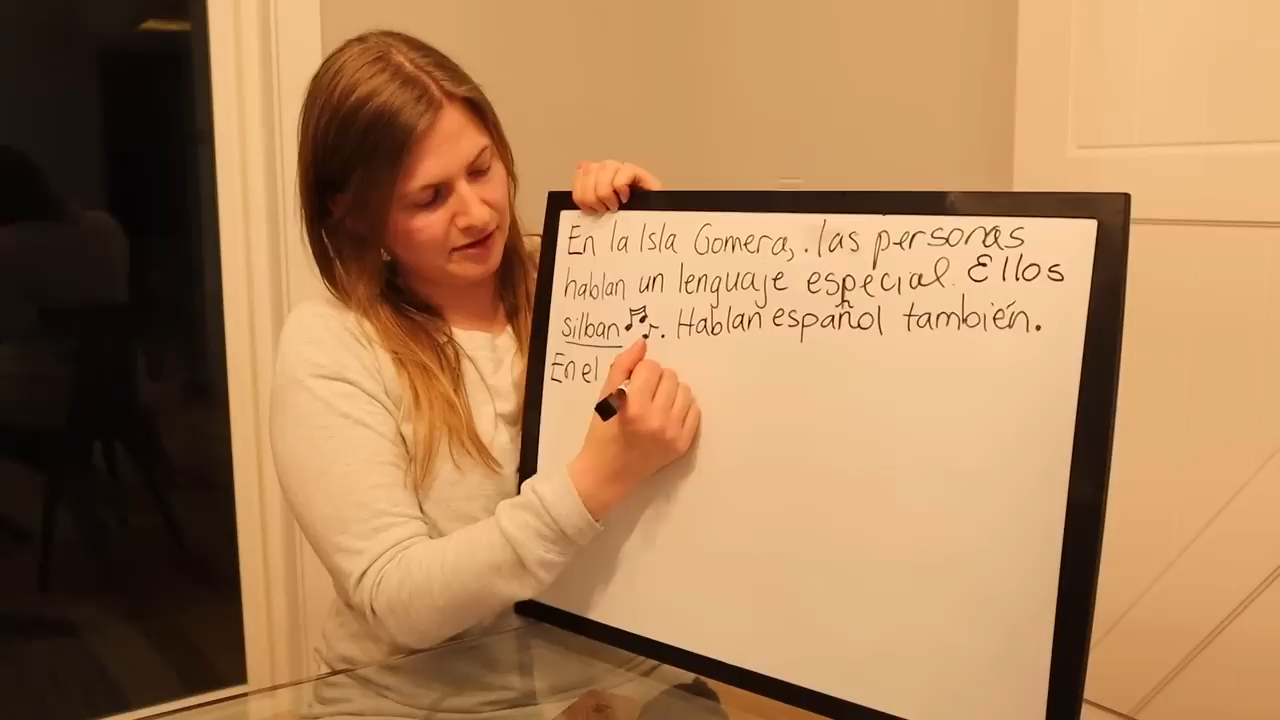 En la Isla Gomera, . las personas
hablan un lenguaje especial. Ellos
silban. Hablan español también.
En el